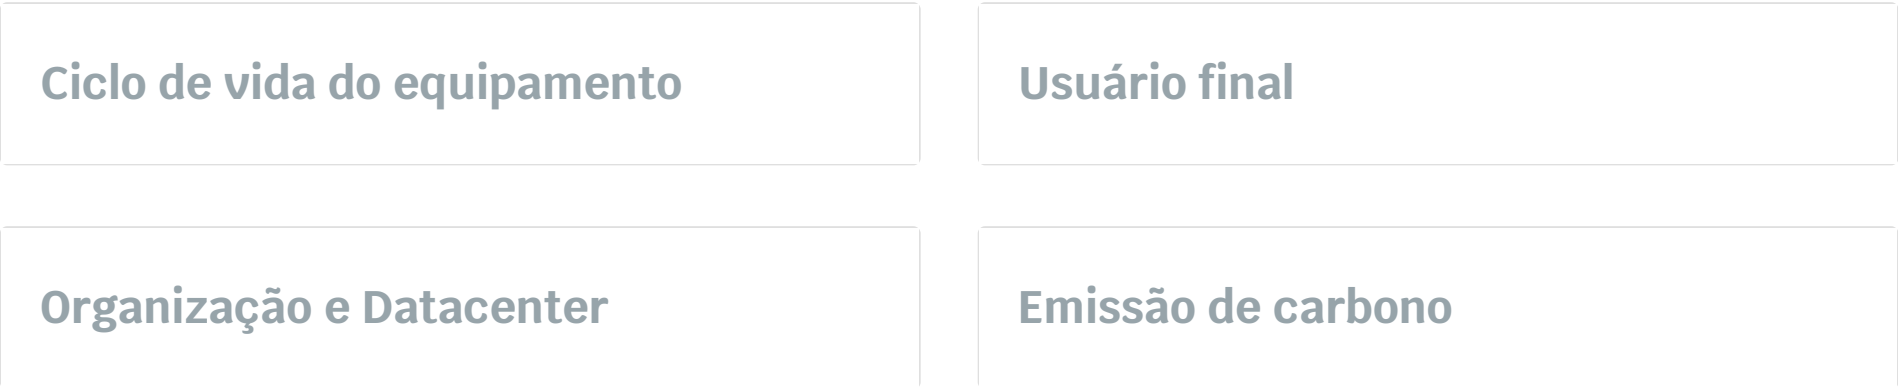 Ciclo de vida do equipamento
Usuário final
Organização e Datacenter
Emissão de carbono